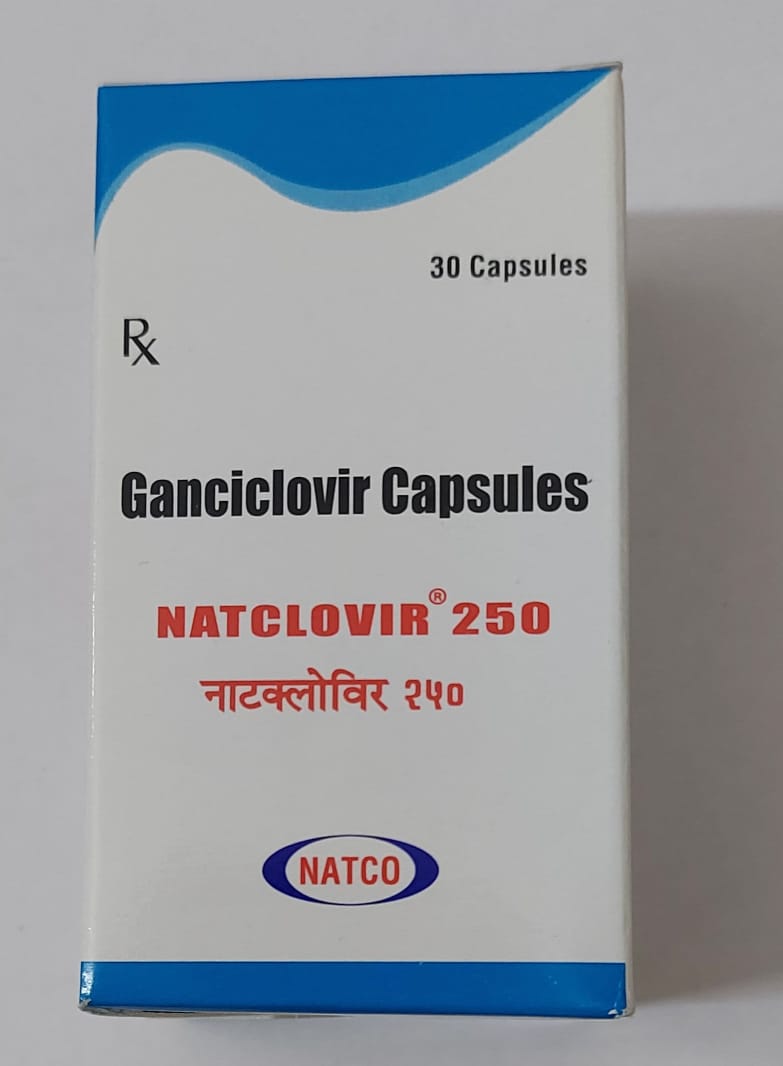 30 Capsules
Rx
Ganciclovir Capsules
NATCLOVIR® 250
नाटक्लोविर २५०
NATCO